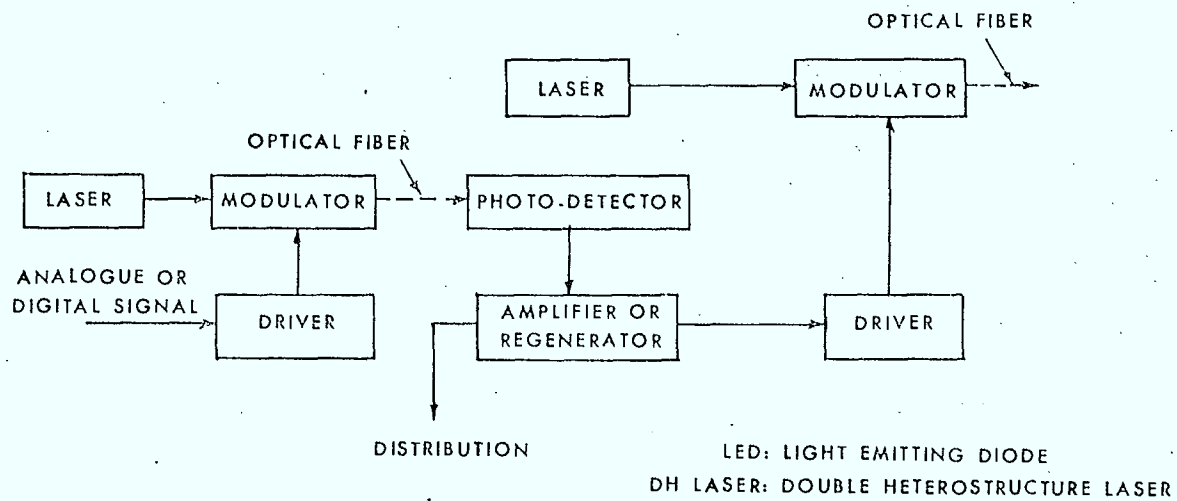 OPTICAL FIBER
LASER
MODULATOR
OPTICAL FIBER
LASER
MODULATOR
PHOTO-DETECTOR
ANALOGUE OR
DIGITAL SIGNAL
DRIVER
AMPLIFIER OR
REGENERATOR
DRIVER
DISTRIBUTION
LED: LIGHT EMITTING DIODE
DH LASER: DOUBLE HETEROSTRUCTURE LASER